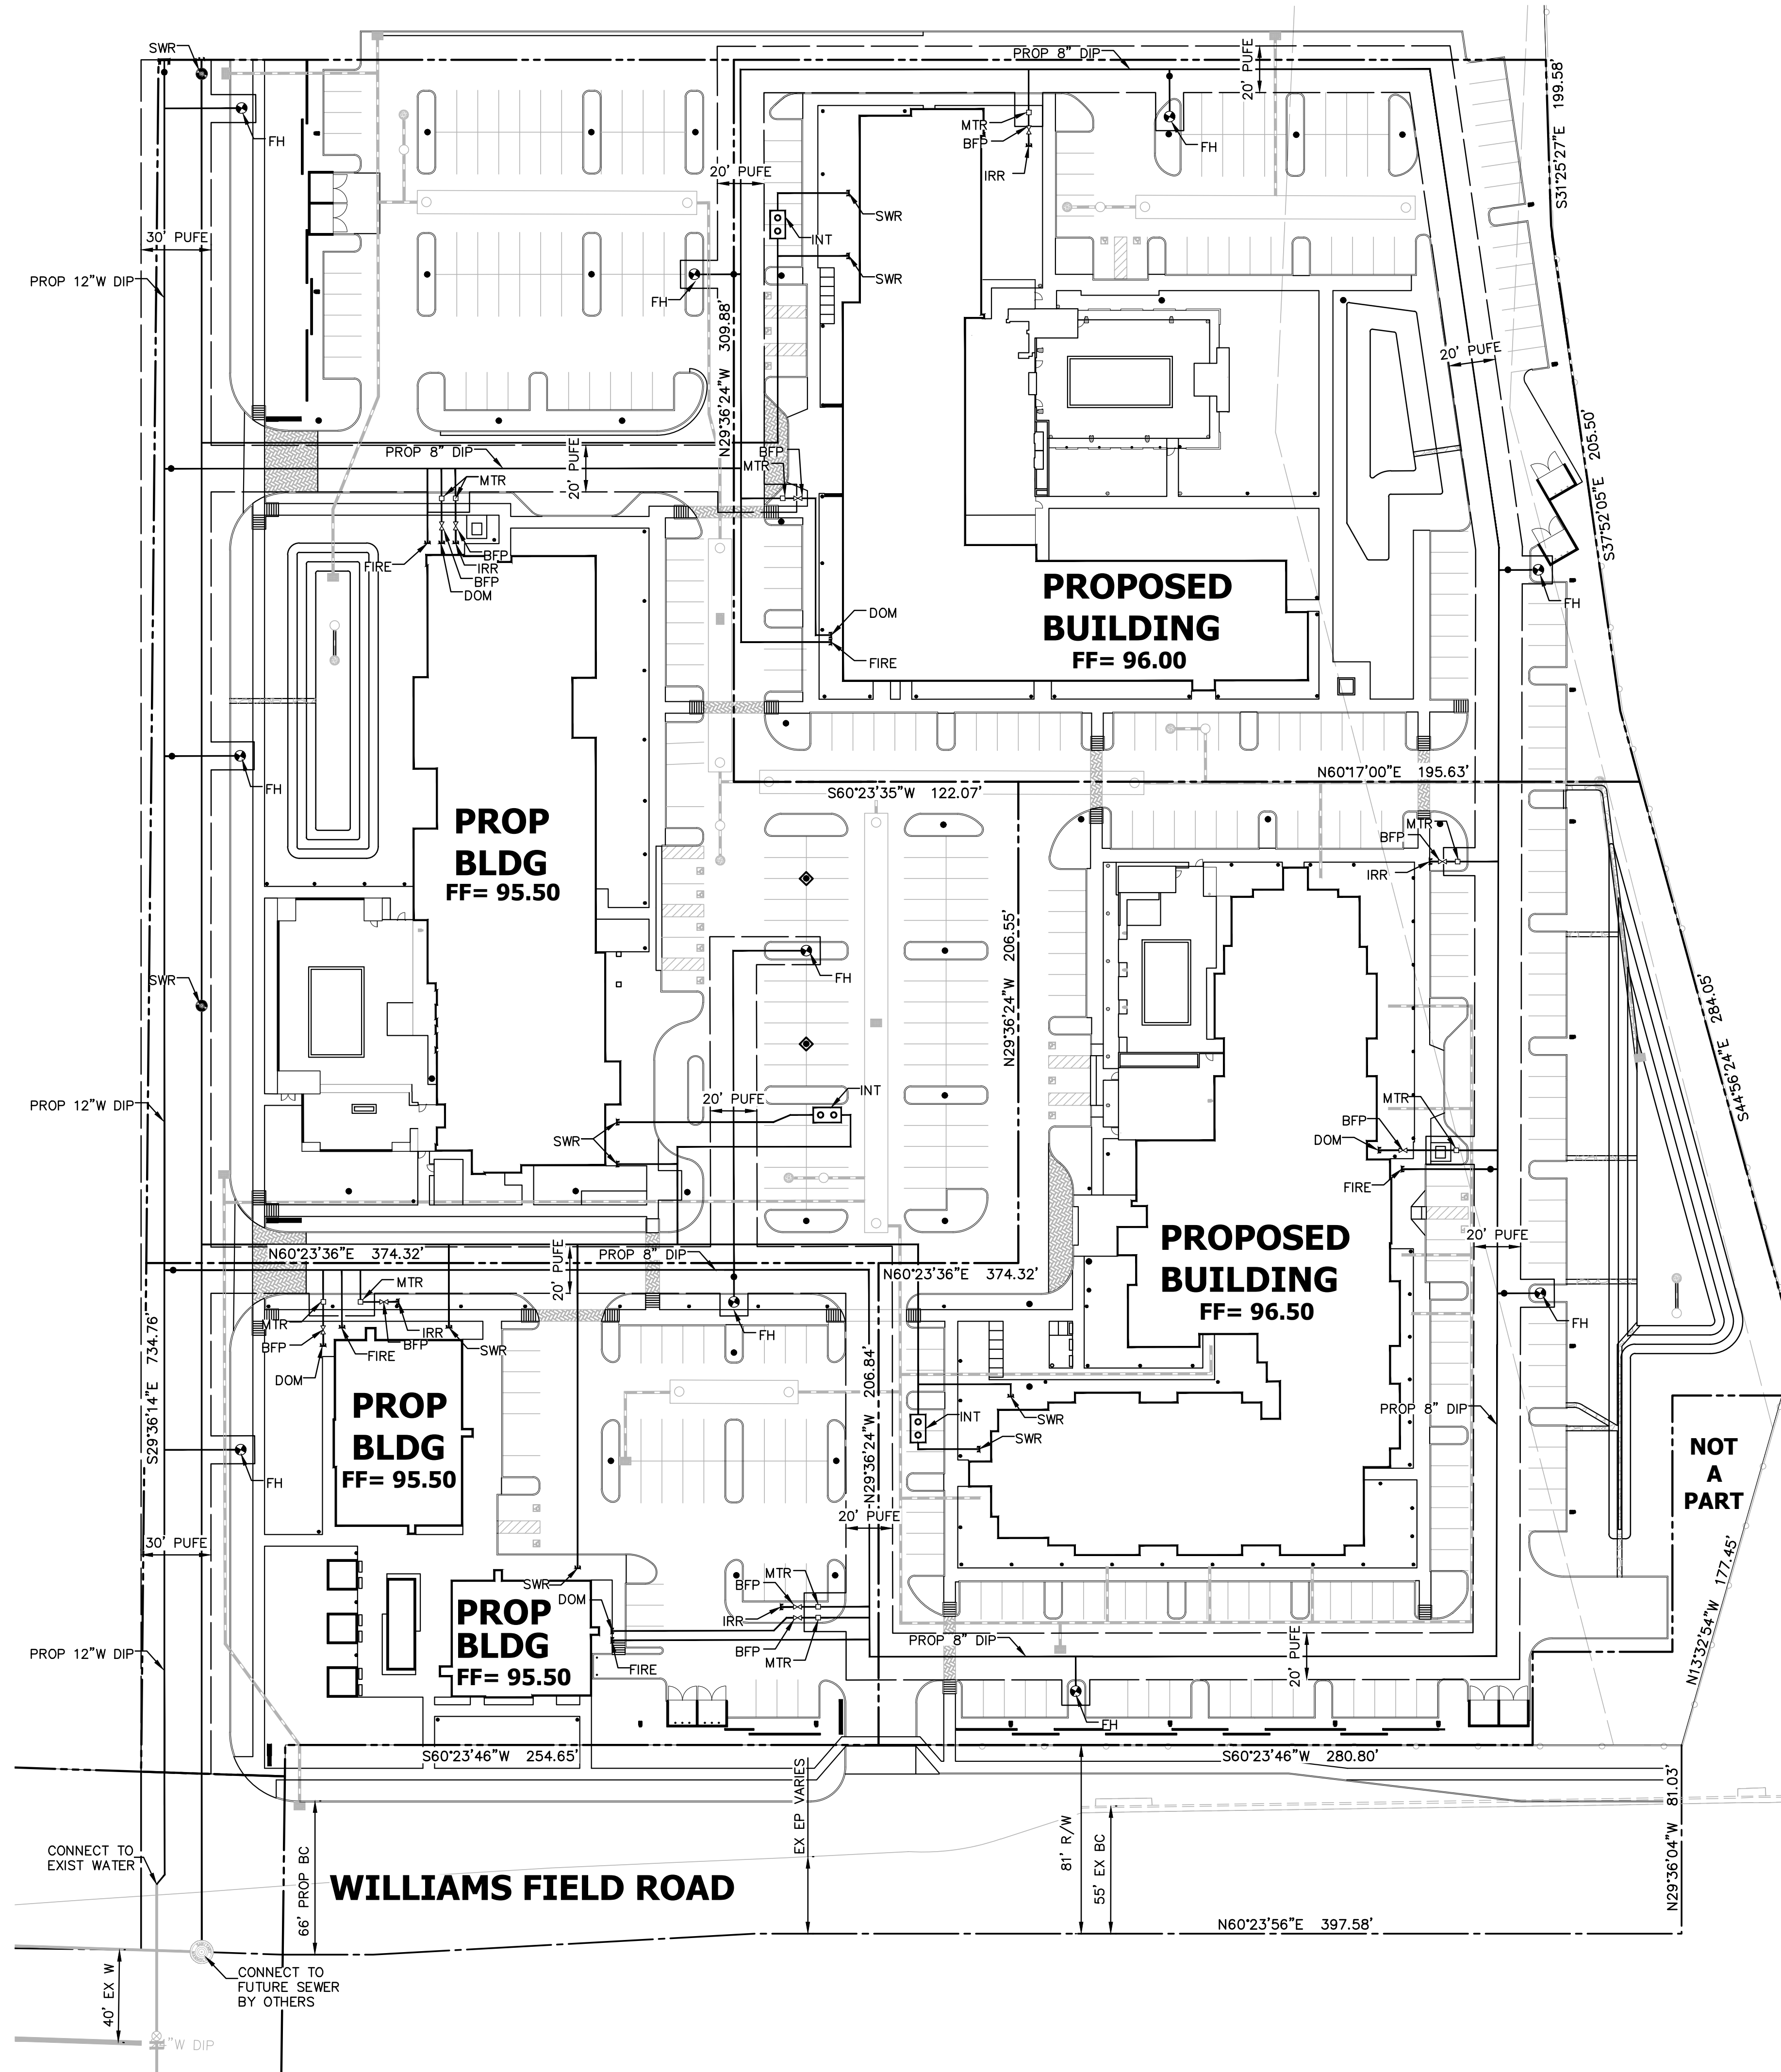 SWR
PROP 8" DIP
20' PUFE
S31°25'27"E 199.58'
FH
MTR
BFP
IRR
FH
20' PUFE
SWR
INT
SWR
30' PUFE
PROP 12"W DIP
FH
N29°36'24"W 309.88'
20' PUFE
S37°52'05"E 205.50'
PROP 8" DIP
20' PUFE
BFP
MTR
MTR
FIRE
BFP
IRR
BFP
DOM
PROPOSED
BUILDING
FF= 96.00
FH
DOM
FIRE
FH
N60°17'00"E 195.63'
S60°23'35"W 122.07'
PROP
BLDG
FF= 95.50
MTR
BFP
IRR
SWR
FH
N29°36'24"W 206.55'
S44°56'24"E 284.05'
PROP 12"W DIP
20' PUFE
INT
SWR
MTR
BFP
DOM
FIRE
PROPOSED
BUILDING
FF= 96.50
20' PUFE
N60°23'36"E 374.32'
20' PUFE
PROP 8" DIP
N60°23'36"E 374.32'
MTR
MTR
IRR
BFP
FIRE
BFP
SWR
DOM
FH
FH
S29°36'14"E 734.76'
N29°36'24"W 206.84'
PROP
BLDG
FF= 95.50
FH
INT
SWR
SWR
PROP 8" DIP
NOT
A
PART
30' PUFE
20' PUFE
N13°32'54"W 177.45'
SWR
DOM
MTR
BFP
IRR
BFP
MTR
PROP
BLDG
FF= 95.50
FIRE
PROP 12"W DIP
PROP 8" DIP
20' PUFE
FH
S60°23'46"W 254.65'
S60°23'46"W 280.80'
EX EP VARIES
81' R/W
55' EX BC
N29°36'04"W 81.03'
CONNECT TO
EXIST WATER
66' PROP BC
WILLIAMS FIELD ROAD
N60°23'56"E 397.58'
40' EX W
CONNECT TO
FUTURE SEWER
BY OTHERS
"W DIP